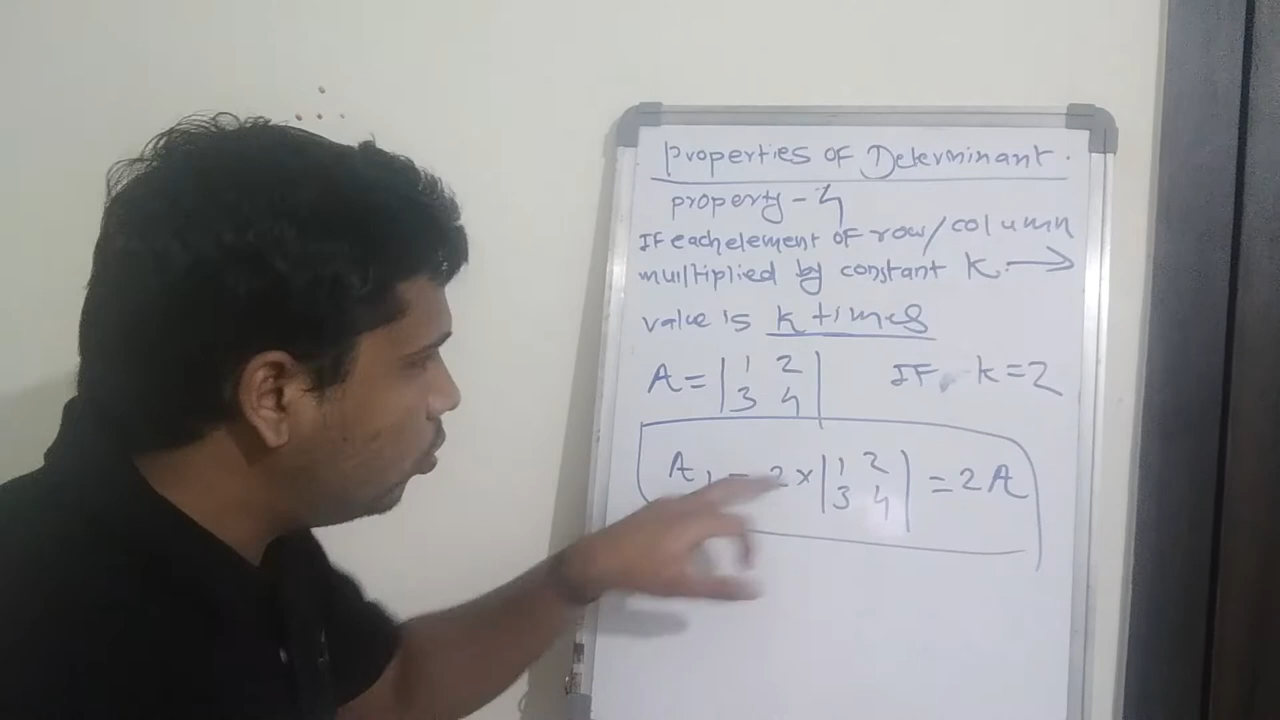 Properties OF Determinant.
property - 4
IF each element OF row/column
multiplied by constant K. →
value is k times
A = | 1 2 | IF k = 2
| 3 4 |
A1 = 2 × | 1 2 | = 2A
| 3 4 |